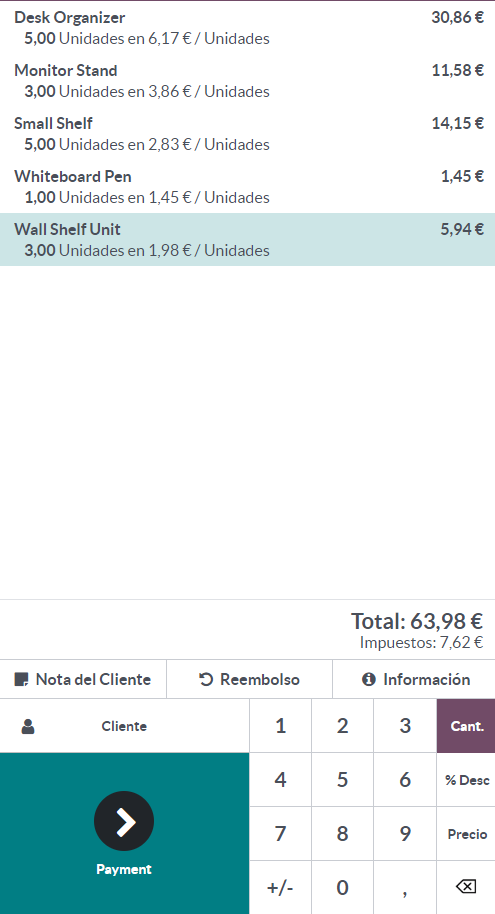 Desk Organizer 30,86 €
5,00 Unidades en 6,17 € / Unidades
Monitor Stand 11,58 €
3,00 Unidades en 3,86 € / Unidades
Small Shelf 14,15 €
5,00 Unidades en 2,83 € / Unidades
Whiteboard Pen 1,45 €
1,00 Unidades en 1,45 € / Unidades
Wall Shelf Unit 5,94 €
3,00 Unidades en 1,98 € / Unidades
Total: 63,98 €
Impuestos: 7,62 €
Nota del Cliente Reembolso Información
Cliente 1 2 3 Cant.
4 5 6 % Desc
7 8 9 Precio
Payment
+/- 0 ,